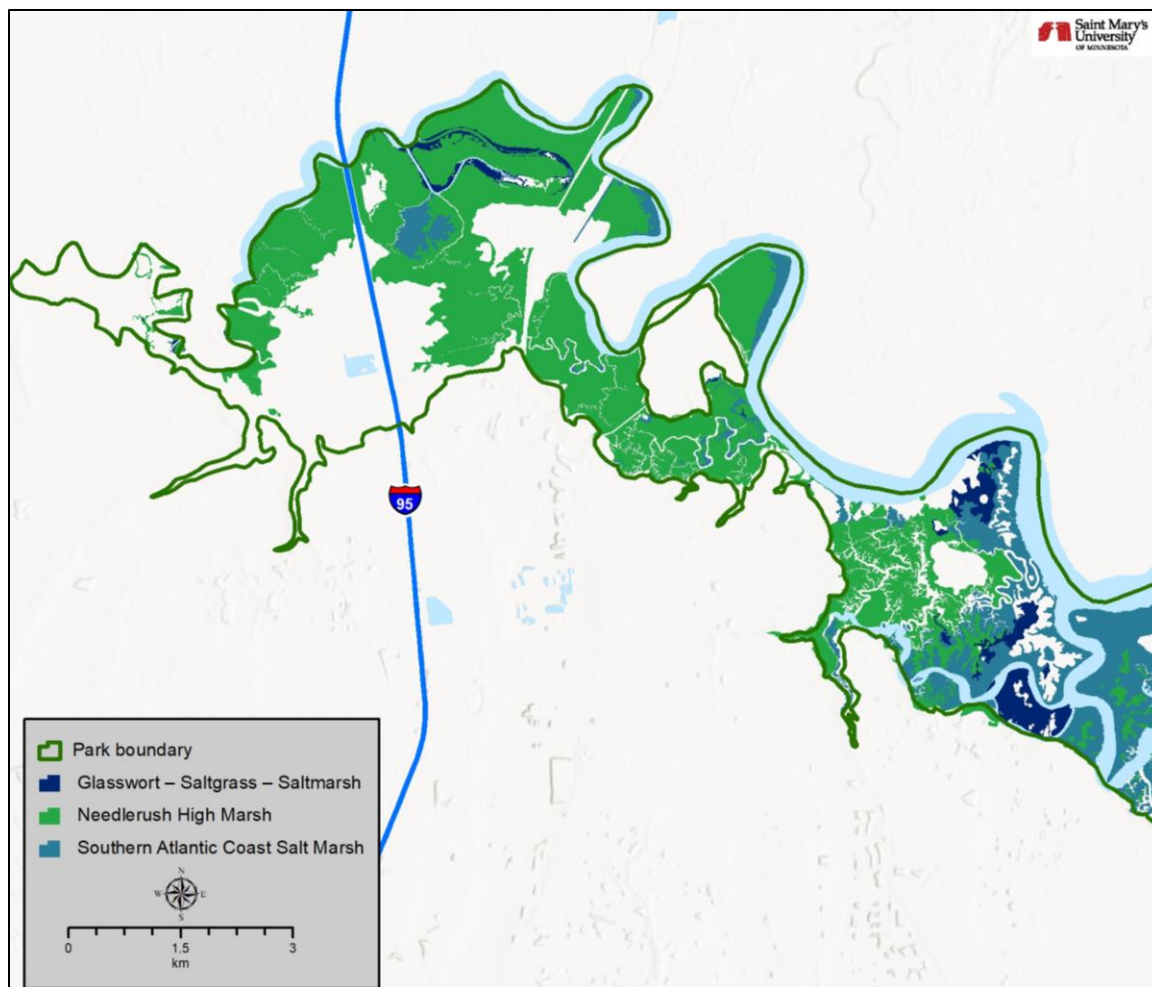 Saint Mary's
University
OF MINNESOTA
95
Park boundary
Glasswort – Saltgrass – Saltmarsh
Needlerush High Marsh
Southern Atlantic Coast Salt Marsh
N
W E
S
0 1.5 3
km